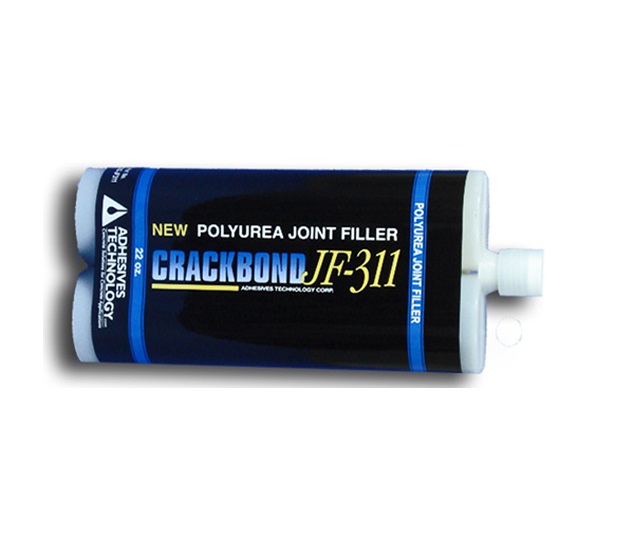 NEW POLYUREA JOINT FILLER
CRACKBOND JF-311
ADHESIVES TECHNOLOGY CORP.
22 oz.
ADHESIVES
TECHNOLOGY
POLYUREA JOINT FILLER